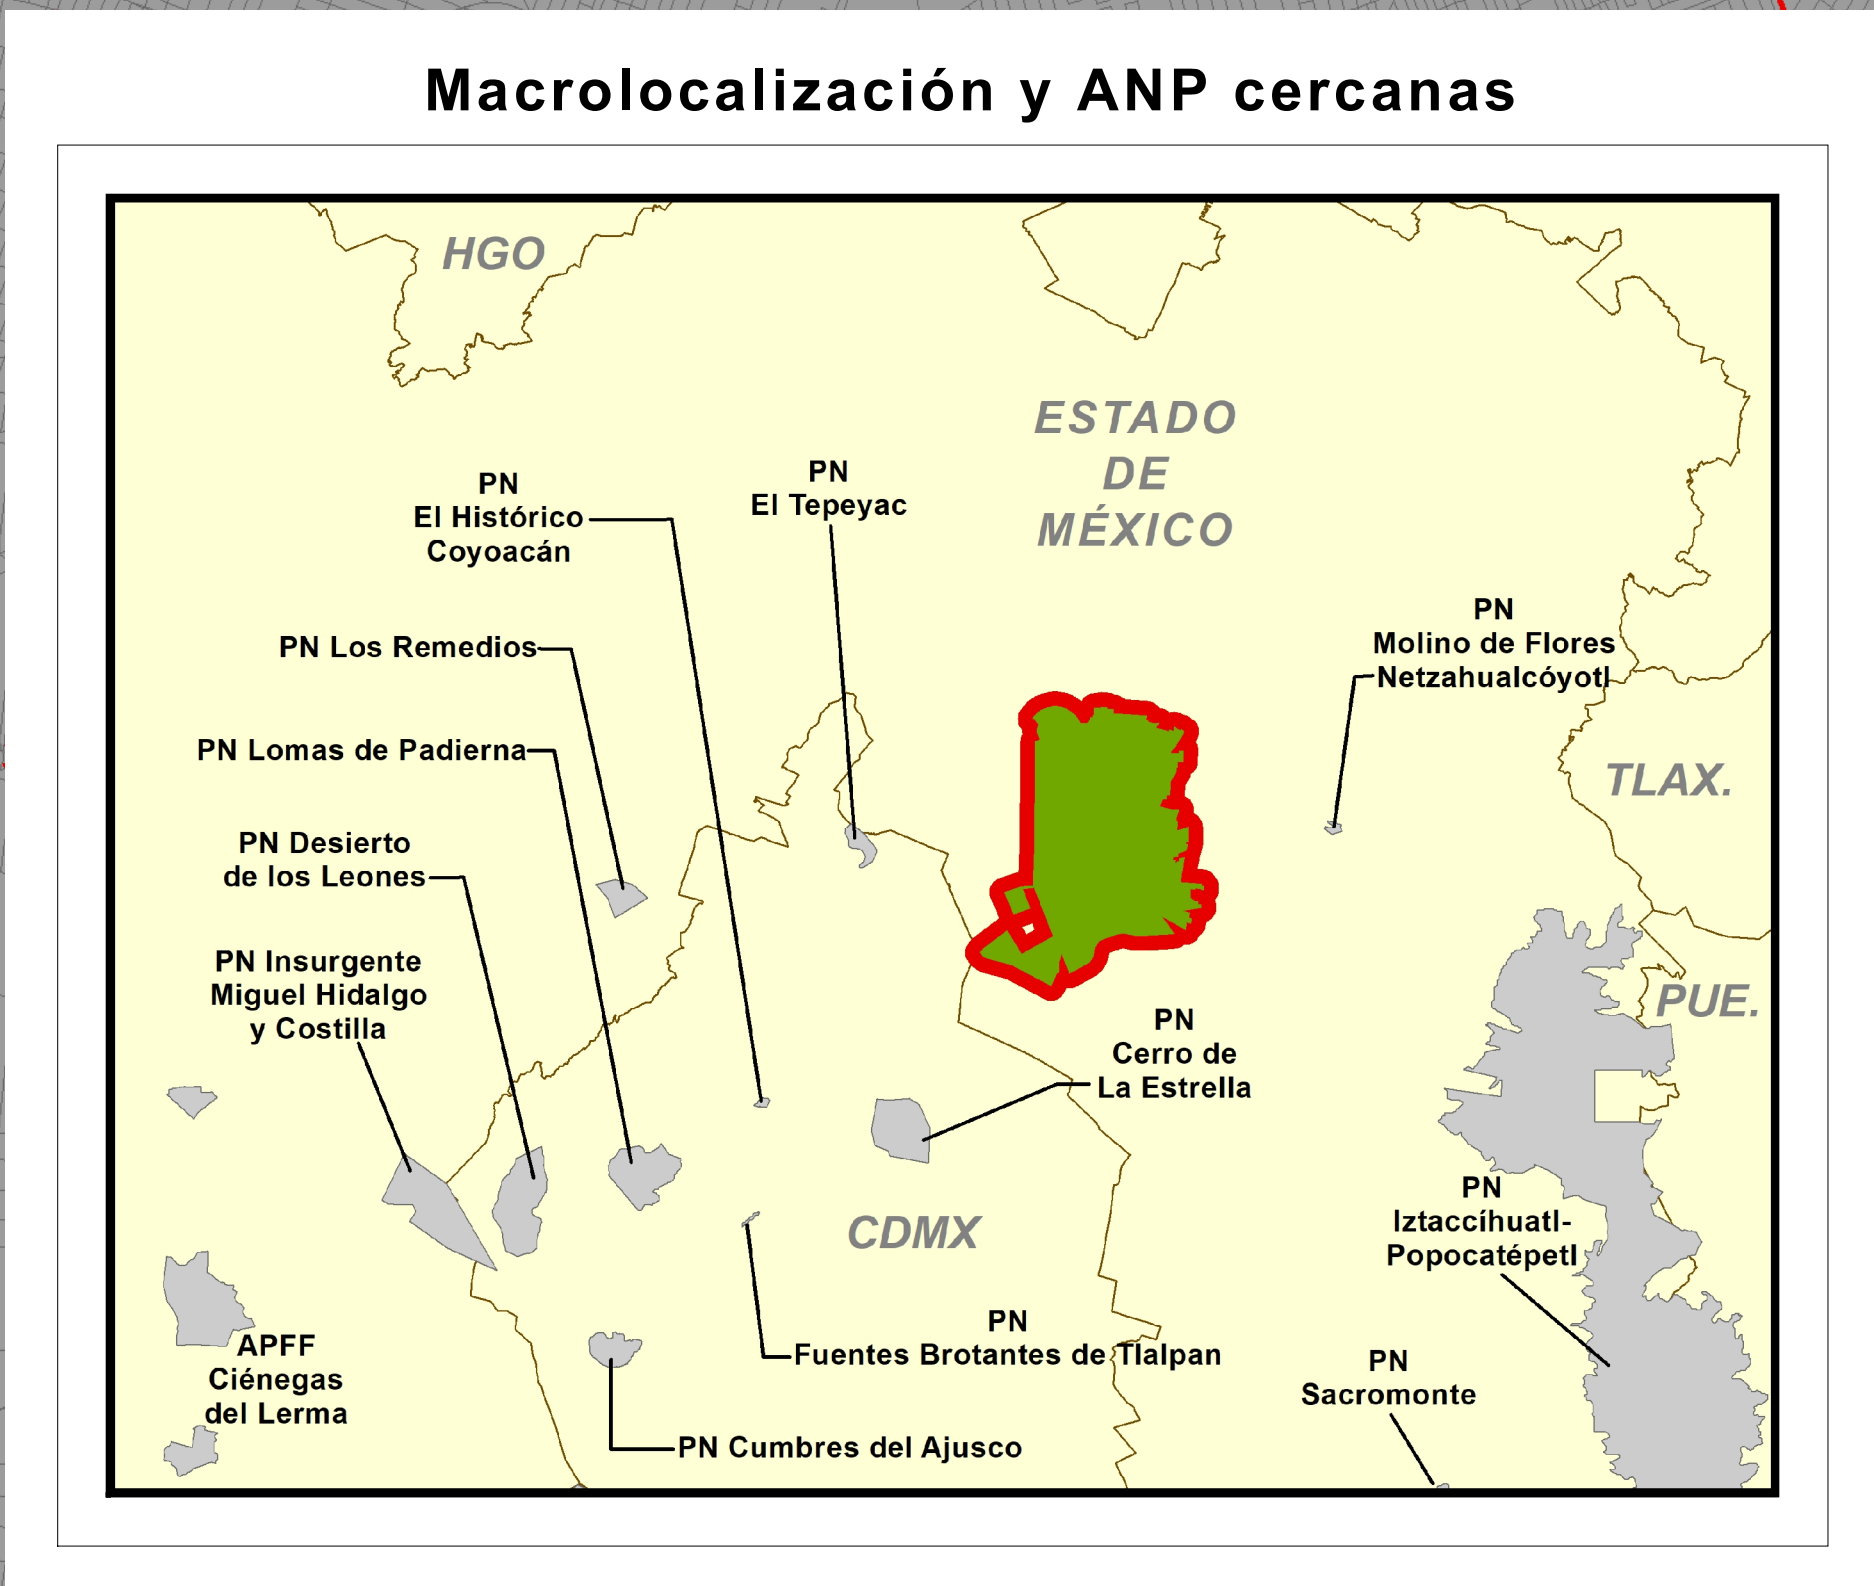 Macrolocalización y ANP cercanas
HGO
ESTADO
DE
MÉXICO
PN
El Histórico
Coyoacán
PN
El Tepeyac
PN Los Remedios
PN
Molino de Flores
Netzahualcóyotl
PN Lomas de Padierna
TLAX.
PN Desierto
de los Leones
PN Insurgente
Miguel Hidalgo
y Costilla
PUE.
PN
Cerro de
La Estrella
CDMX
PN
Iztaccíhuatl-
Popocatépetl
PN
Fuentes Brotantes de Tlalpan
APFF
Ciénegas
del Lerma
PN
Sacromonte
PN Cumbres del Ajusco